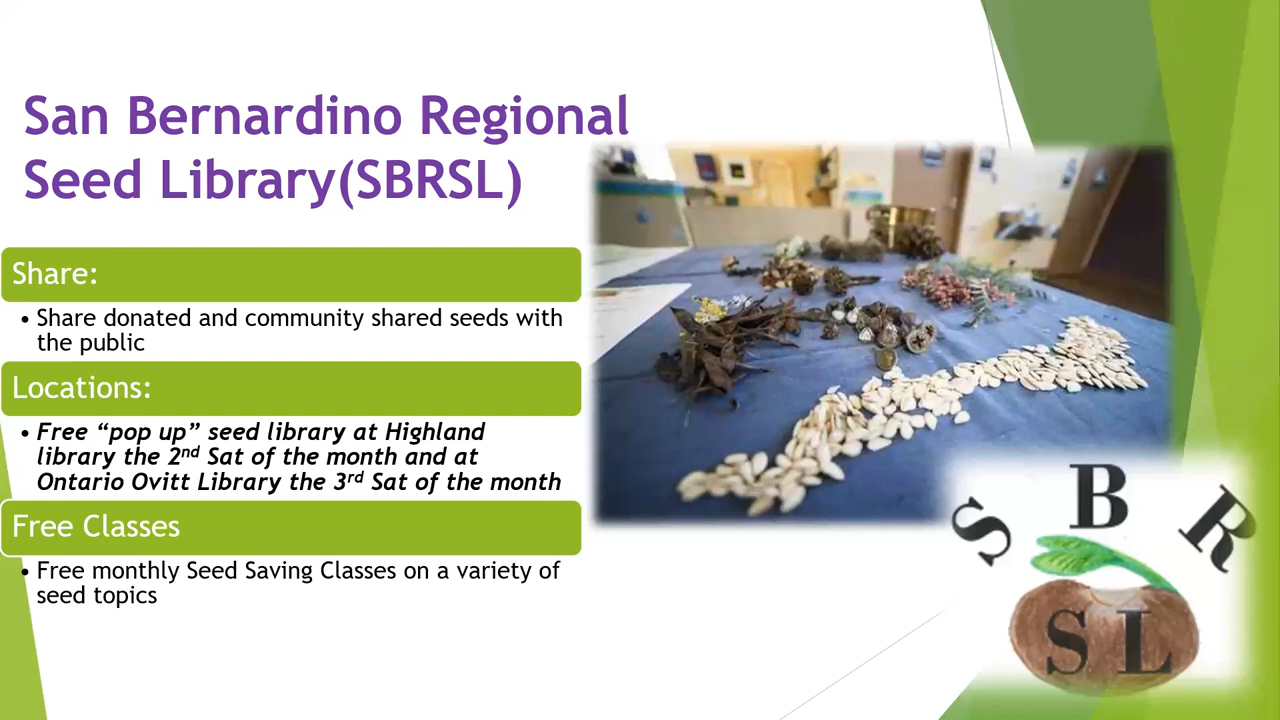 San Bernardino Regional
Seed Library(SBRSL)
Share:
• Share donated and community shared seeds with
the public
Locations:
• Free “pop up” seed library at Highland
library the 2nd Sat of the month and at
Ontario Ovitt Library the 3rd Sat of the month
Free Classes
• Free monthly Seed Saving Classes on a variety of
seed topics
S B R
S L